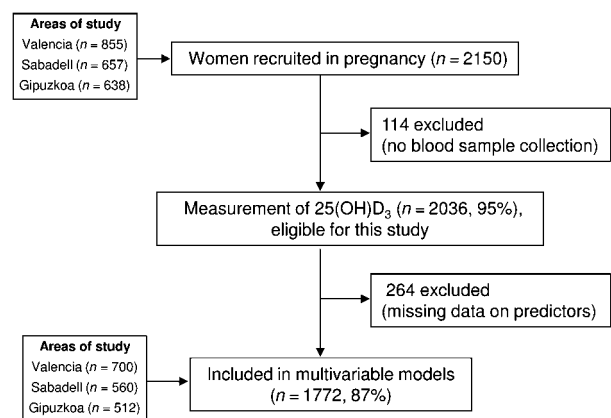 Areas of study
Valencia (n = 855)
Sabadell (n = 657)
Gipuzkoa (n = 638)
Women recruited in pregnancy (n = 2150)
114 excluded
(no blood sample collection)
Measurement of 25(OH)D₃ (n = 2036, 95%),
eligible for this study
264 excluded
(missing data on predictors)
Areas of study
Valencia (n = 700)
Sabadell (n = 560)
Gipuzkoa (n = 512)
Included in multivariable models
(n = 1772, 87%)